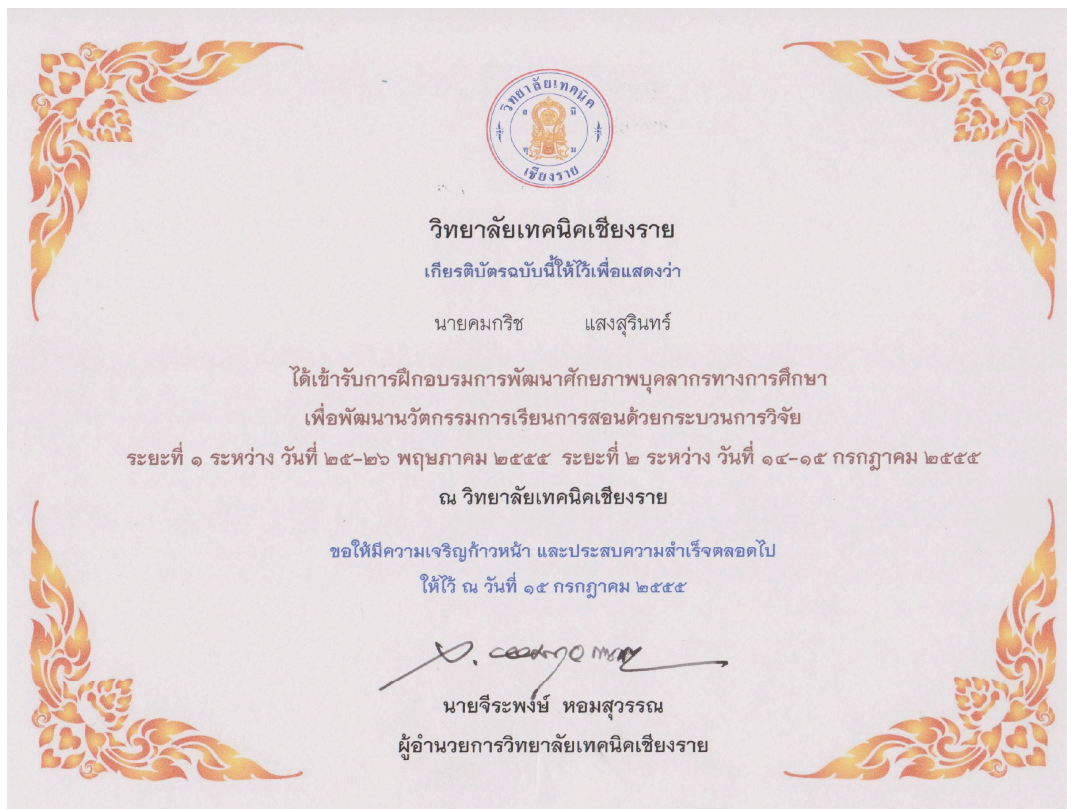 วิทยาลัยเทคนิค
ส นิ
ทุ ม
เชียงราย
วิทยาลัยเทคนิคเชียงราย
เกียรติบัตรฉบับนี้ให้ไว้เพื่อแสดงว่า
นายคมกริช แสงสุรินทร์
ได้เข้ารับการฝึกอบรมการพัฒนาศักยภาพบุคลากรทางการศึกษา
เพื่อพัฒนานวัตกรรมการเรียนการสอนด้วยกระบวนการวิจัย
ระยะที่ ๑ ระหว่าง วันที่ ๒๕-๒๖ พฤษภาคม ๒๕๕๕ ระยะที่ ๒ ระหว่าง วันที่ ๑๔-๑๕ กรกฎาคม ๒๕๕๕
ณ วิทยาลัยเทคนิคเชียงราย
ขอให้มีความเจริญก้าวหน้า และประสบความสำเร็จตลอดไป
ให้ไว้ ณ วันที่ ๑๕ กรกฎาคม ๒๕๕๕
นายจีระพงษ์ หอมสุวรรณ
ผู้อำนวยการวิทยาลัยเทคนิคเชียงราย